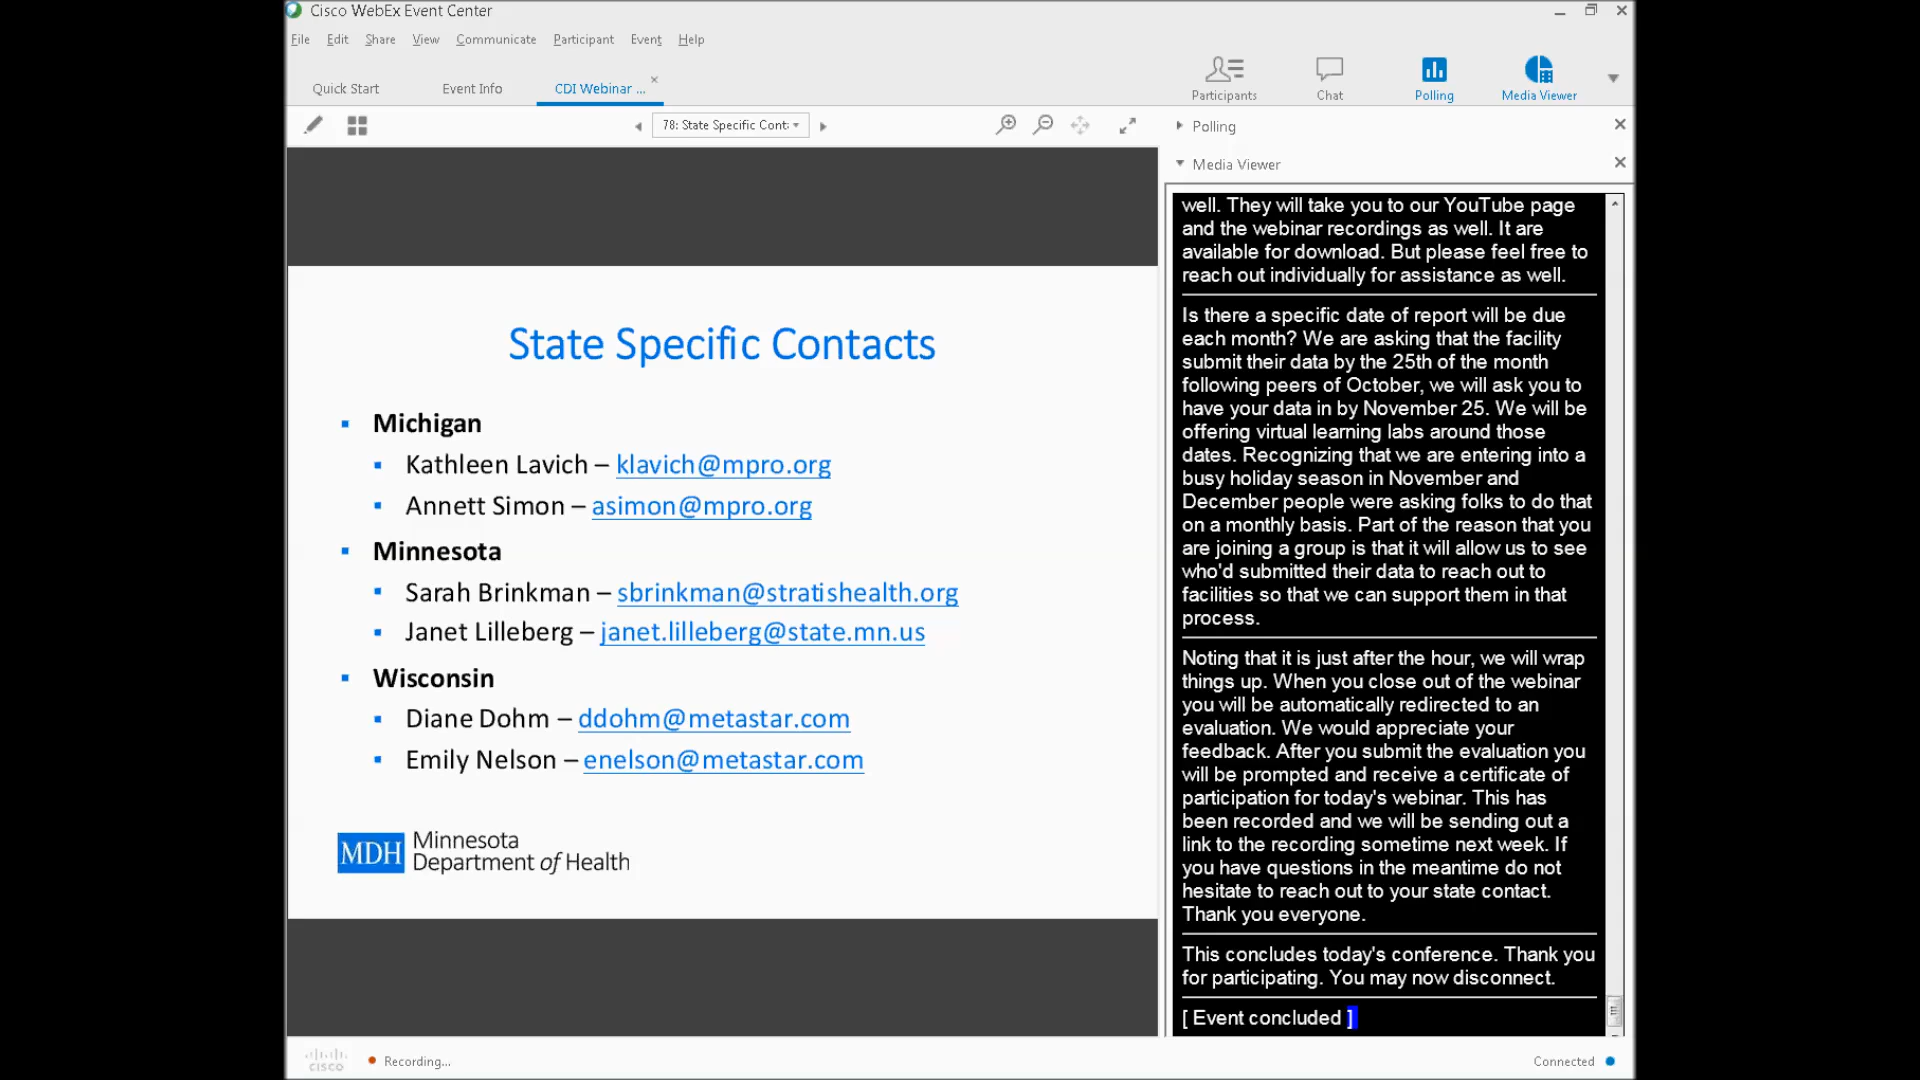 Cisco WebEx Event Center
File Edit Share View Communicate Participant Event Help
Quick Start Event Info CDI Webinar ...
Participants Chat Polling Media Viewer
78: State Specific Cont:
Polling
Media Viewer
State Specific Contacts
Michigan
Kathleen Lavich – klavich@mpro.org
Annett Simon – asimon@mpro.org
Minnesota
Sarah Brinkman – sbrinkman@stratishealth.org
Janet Lilleberg – janet.lilleberg@state.mn.us
Wisconsin
Diane Dohm – ddohm@metastar.com
Emily Nelson – enelson@metastar.com
MDH Minnesota
Department of Health
well. They will take you to our YouTube page
and the webinar recordings as well. It are
available for download. But please feel free to
reach out individually for assistance as well.
Is there a specific date of report will be due
each month? We are asking that the facility
submit their data by the 25th of the month
following peers of October, we will ask you to
have your data in by November 25. We will be
offering virtual learning labs around those
dates. Recognizing that we are entering into a
busy holiday season in November and
December people were asking folks to do that
on a monthly basis. Part of the reason that you
are joining a group is that it will allow us to see
who'd submitted their data to reach out to
facilities so that we can support them in that
process.
Noting that it is just after the hour, we will wrap
things up. When you close out of the webinar
you will be automatically redirected to an
evaluation. We would appreciate your
feedback. After you submit the evaluation you
will be prompted and receive a certificate of
participation for today's webinar. This has
been recorded and we will be sending out a
link to the recording sometime next week. If
you have questions in the meantime do not
hesitate to reach out to your state contact.
Thank you everyone.
This concludes today's conference. Thank you
for participating. You may now disconnect.
[ Event concluded ]
cisco Recording... Connected